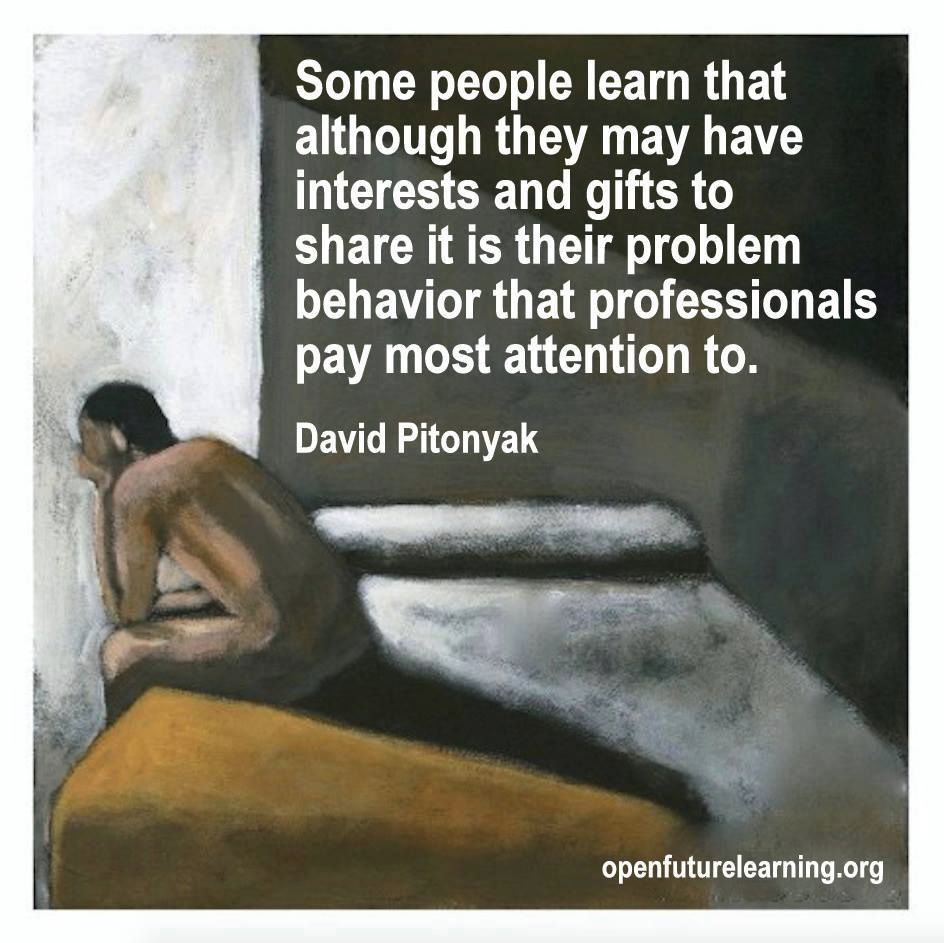 Some people learn that
although they may have
interests and gifts to
share it is their problem
behavior that professionals
pay most attention to.
David Pitonyak
openfuturelearning.org